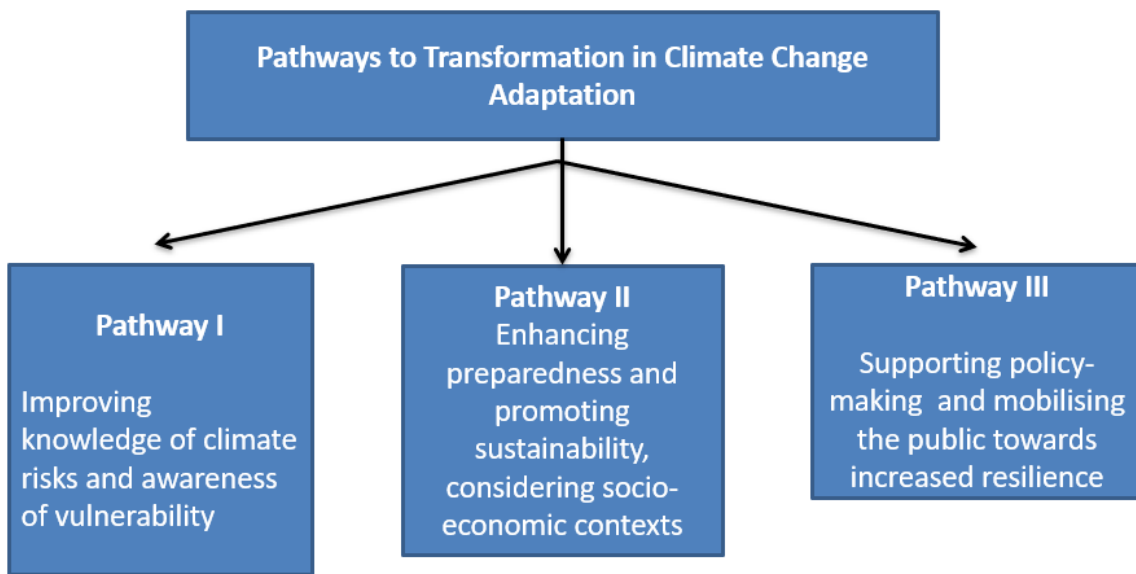 Pathways to Transformation in Climate Change
Adaptation
Pathway I
Improving
knowledge of climate
risks and awareness
of vulnerability
Pathway II
Enhancing
preparedness and
promoting
sustainability,
considering socio-
economic contexts
Pathway III
Supporting policy-
making and mobilising
the public towards
increased resilience